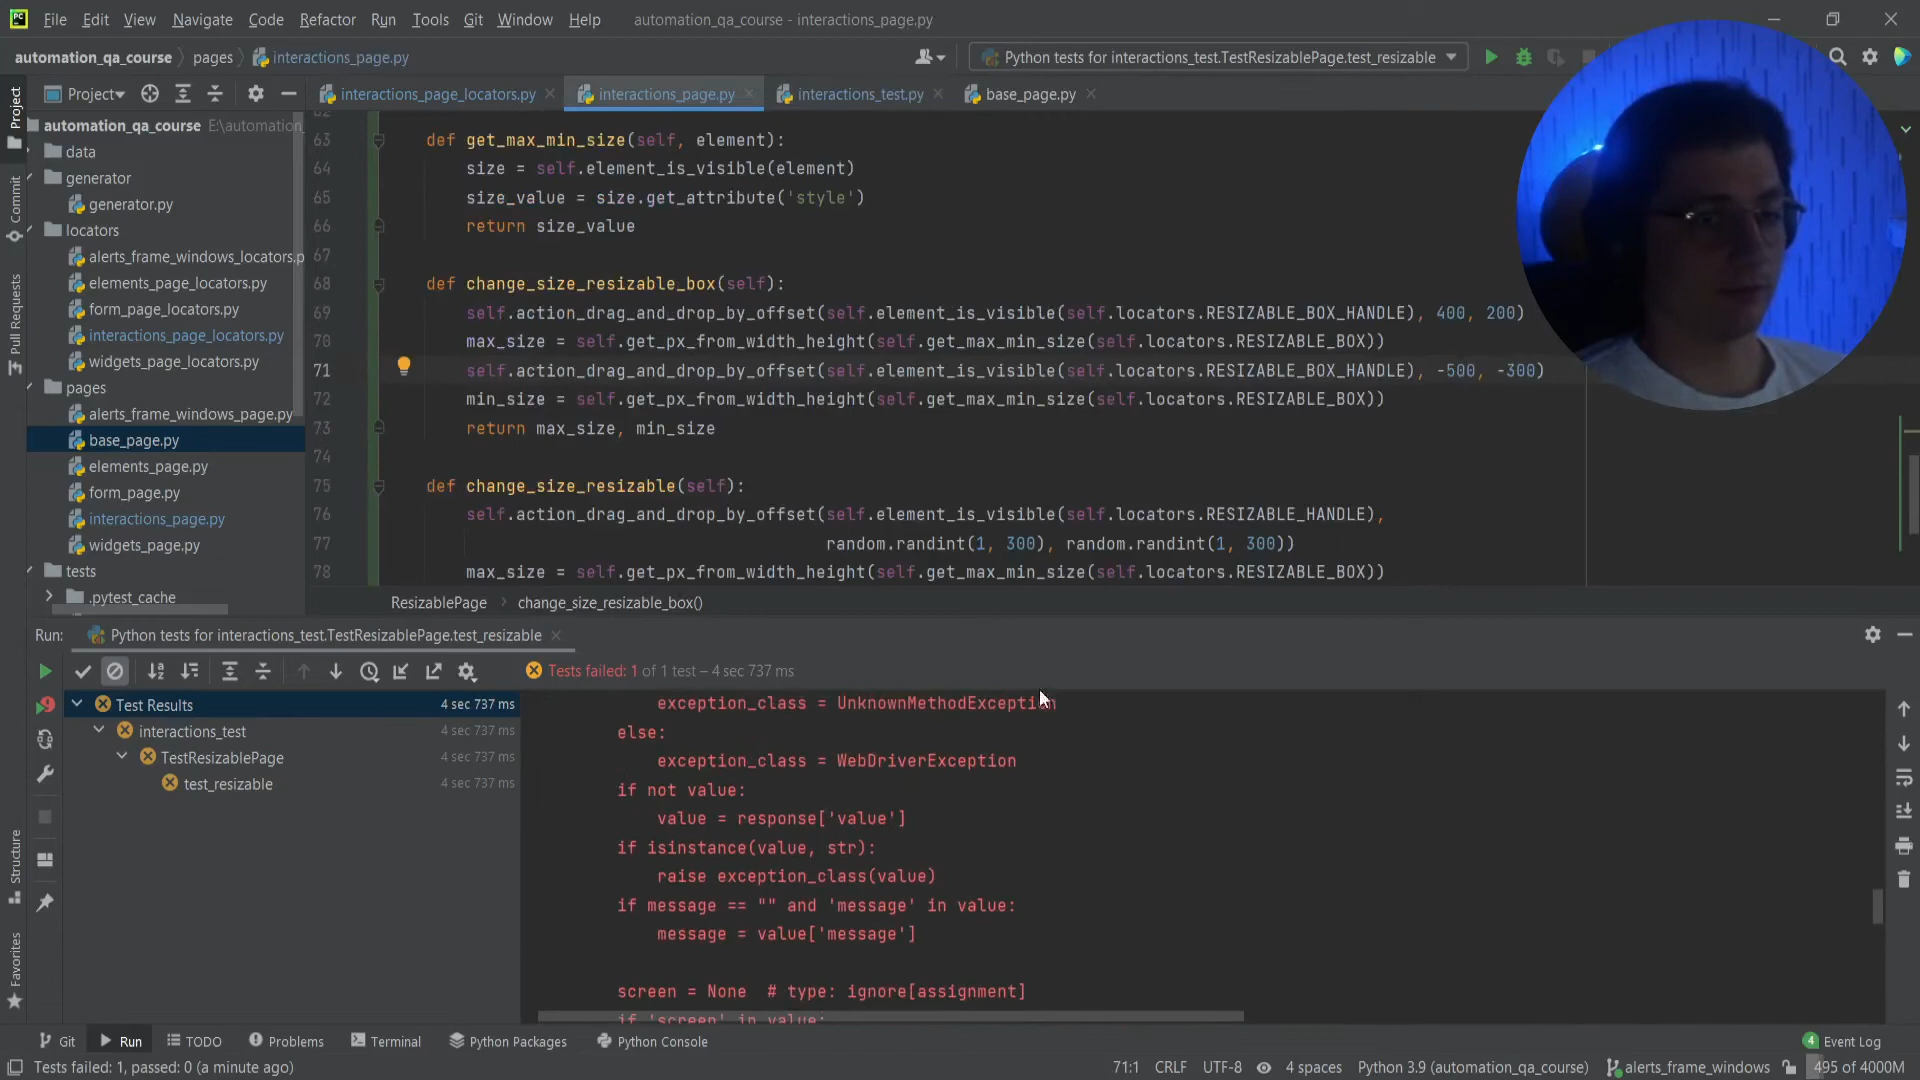 File Edit View Navigate Code Refactor Run Tools Git Window Help automation_qa_course - interactions_page.py
automation_qa_course pages interactions_page.py Python tests for interactions_test.TestResizablePage.test_resizable
Project interactions_page_locators.py interactions_page.py interactions_test.py base_page.py
automation_qa_course E:\automation_
data
generator
generator.py
locators
alerts_frame_windows_locators.p
elements_page_locators.py
form_page_locators.py
interactions_page_locators.py
widgets_page_locators.py
pages
alerts_frame_windows_page.py
base_page.py
elements_page.py
form_page.py
interactions_page.py
widgets_page.py
tests
.pytest_cache
Project
Commit
Pull Requests
Structure
Favorites
62
63 def get_max_min_size(self, element):
64 size = self.element_is_visible(element)
65 size_value = size.get_attribute('style')
66 return size_value
67
68 def change_size_resizable_box(self):
69 self.action_drag_and_drop_by_offset(self.element_is_visible(self.locators.RESIZABLE_BOX_HANDLE), 400, 200)
70 max_size = self.get_px_from_width_height(self.get_max_min_size(self.locators.RESIZABLE_BOX))
71 self.action_drag_and_drop_by_offset(self.element_is_visible(self.locators.RESIZABLE_BOX_HANDLE), -500, -300)
72 min_size = self.get_px_from_width_height(self.get_max_min_size(self.locators.RESIZABLE_BOX))
73 return max_size, min_size
74
75 def change_size_resizable(self):
76 self.action_drag_and_drop_by_offset(self.element_is_visible(self.locators.RESIZABLE_HANDLE),
77 random.randint(1, 300), random.randint(1, 300))
78 max_size = self.get_px_from_width_height(self.get_max_min_size(self.locators.RESIZABLE_BOX))
ResizablePage change_size_resizable_box()
Run: Python tests for interactions_test.TestResizablePage.test_resizable
Tests failed: 1 of 1 test – 4 sec 737 ms
Test Results 4 sec 737 ms
interactions_test 4 sec 737 ms
TestResizablePage 4 sec 737 ms
test_resizable 4 sec 737 ms
exception_class = UnknownMethodException
else:
exception_class = WebDriverException
if not value:
value = response['value']
if isinstance(value, str):
raise exception_class(value)
if message == "" and 'message' in value:
message = value['message']
screen = None # type: ignore[assignment]
if 'screen' in value:
Git Run TODO Problems Terminal Python Packages Python Console 4 Event Log
Tests failed: 1, passed: 0 (a minute ago) 71:1 CRLF UTF-8 4 spaces Python 3.9 (automation_qa_course) alerts_frame_windows 495 of 4000M